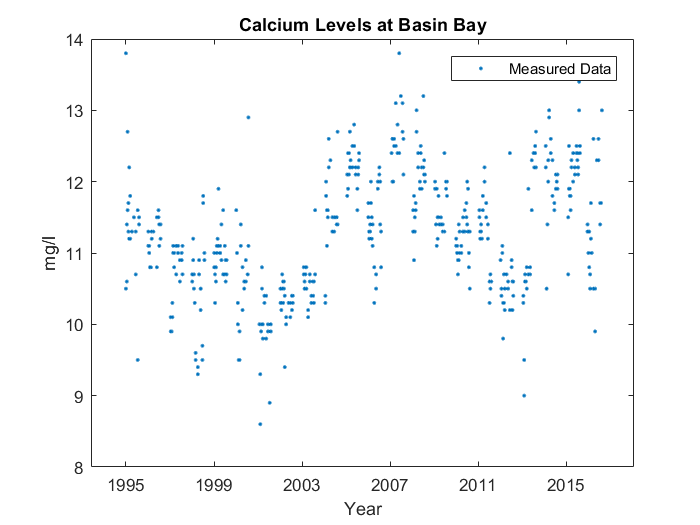 Calcium Levels at Basin Bay
Measured Data
14
13
12
11
10
9
8
mg/l
1995 1999 2003 2007 2011 2015
Year